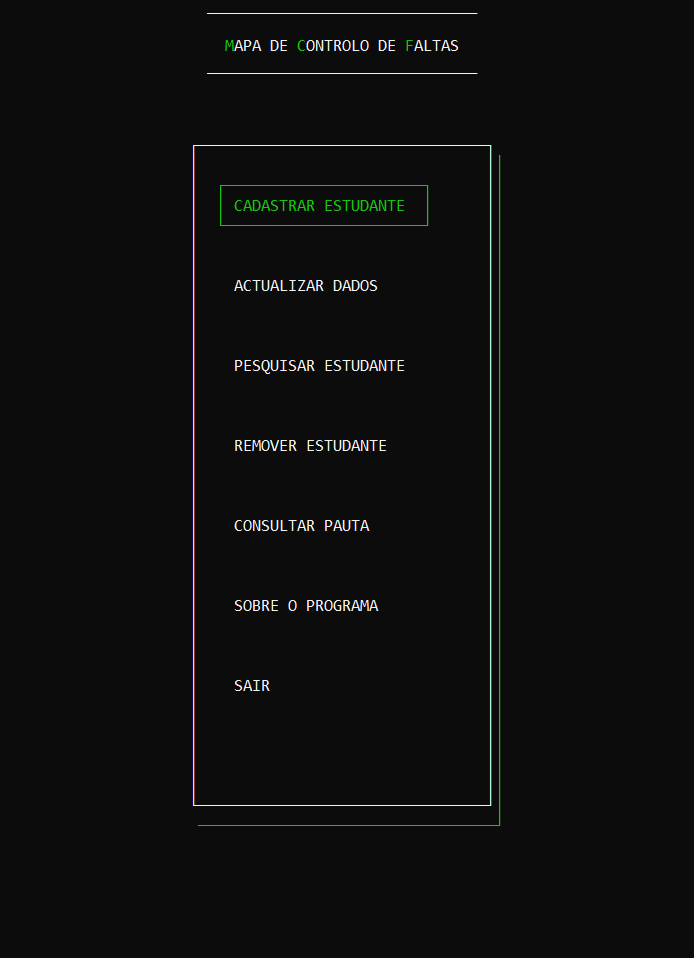 MAPA DE CONTROLO DE FALTAS
CADASTRAR ESTUDANTE
ACTUALIZAR DADOS
PESQUISAR ESTUDANTE
REMOVER ESTUDANTE
CONSULTAR PAUTA
SOBRE O PROGRAMA
SAIR